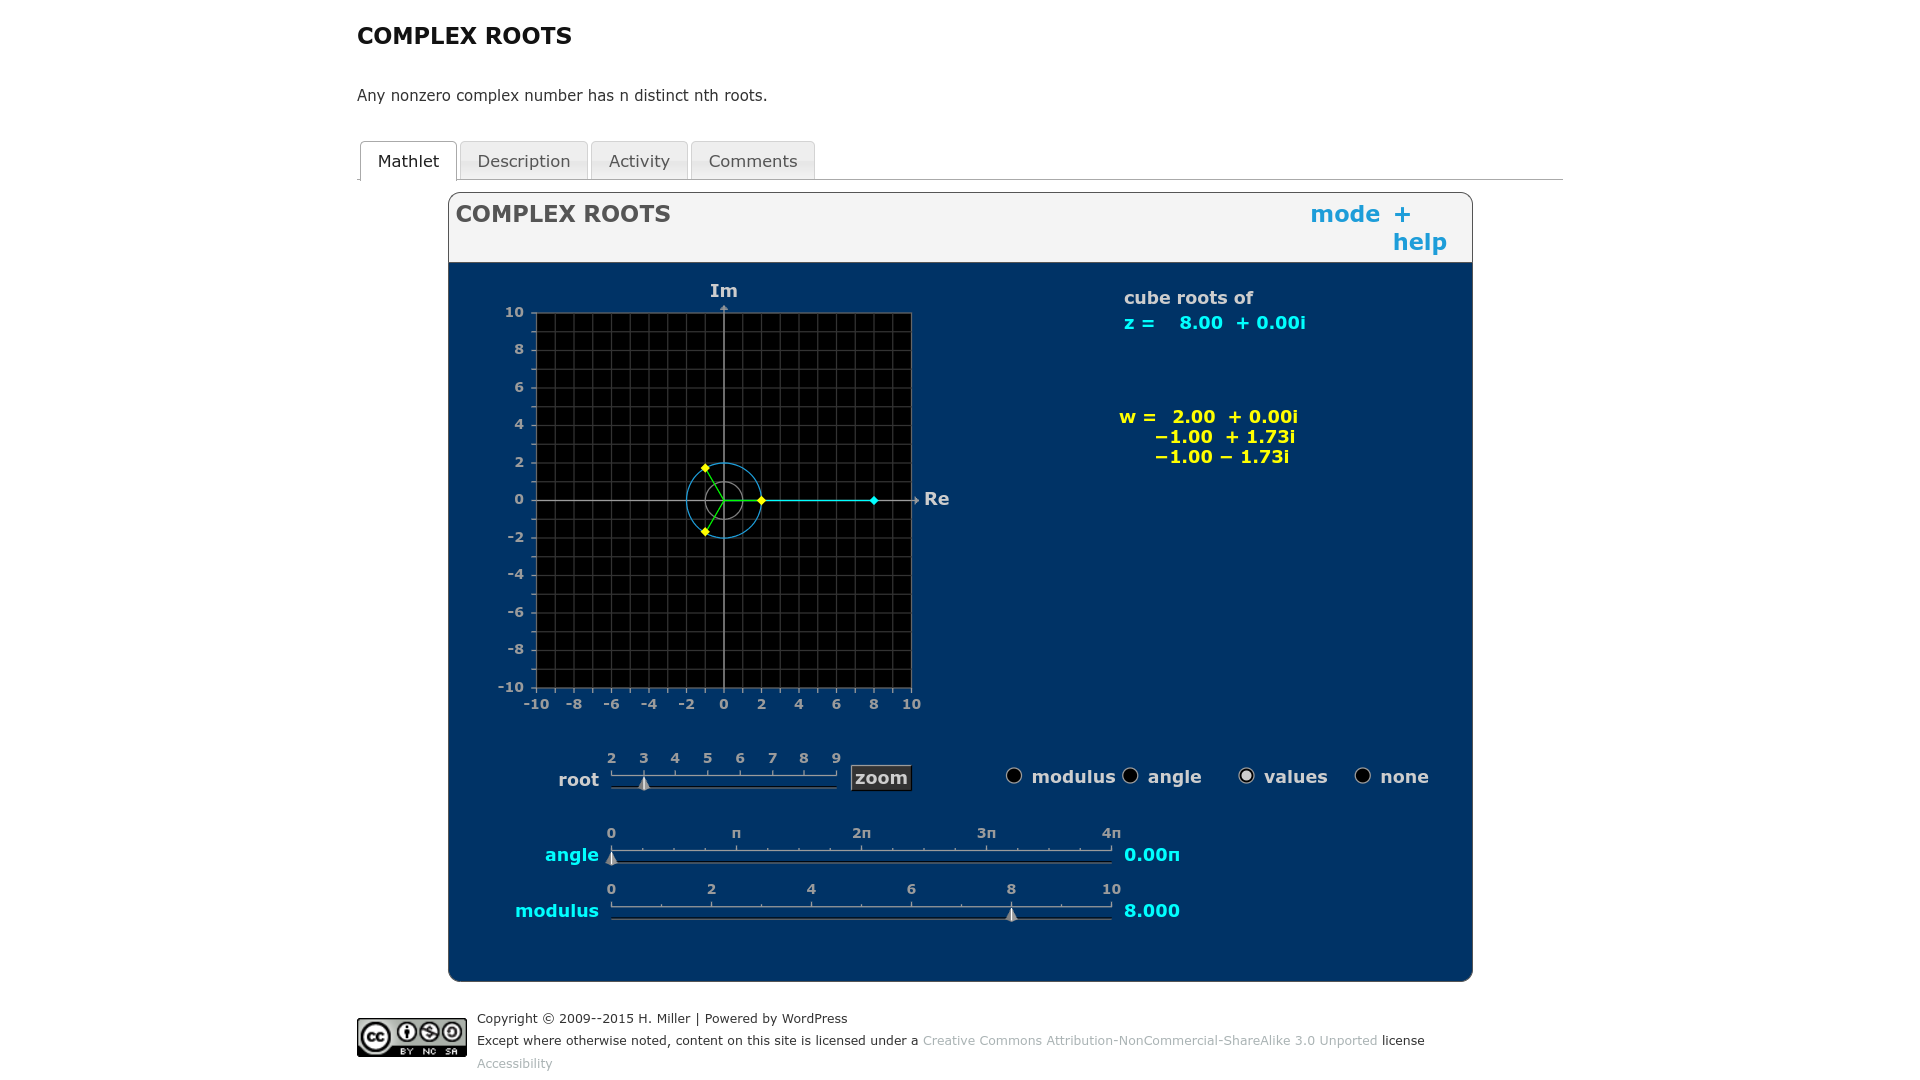 COMPLEX ROOTS
Any nonzero complex number has n distinct nth roots.
Mathlet Description Activity Comments
COMPLEX ROOTS mode + help
Im
cube roots of
z = 8.00 + 0.00i
10
8
6
4
2
0
-2
-4
-6
-8
-10
Re
-10 -8 -6 -4 -2 0 2 4 6 8 10
w = 2.00 + 0.00i
−1.00 + 1.73i
−1.00 − 1.73i
2 3 4 5 6 7 8 9
root zoom modulus angle values none
0 π 2π 3π 4π
angle 0.00π
0 2 4 6 8 10
modulus 8.000
CC BY NC SA
Copyright © 2009--2015 H. Miller | Powered by WordPress
Except where otherwise noted, content on this site is licensed under a Creative Commons Attribution-NonCommercial-ShareAlike 3.0 Unported license
Accessibility